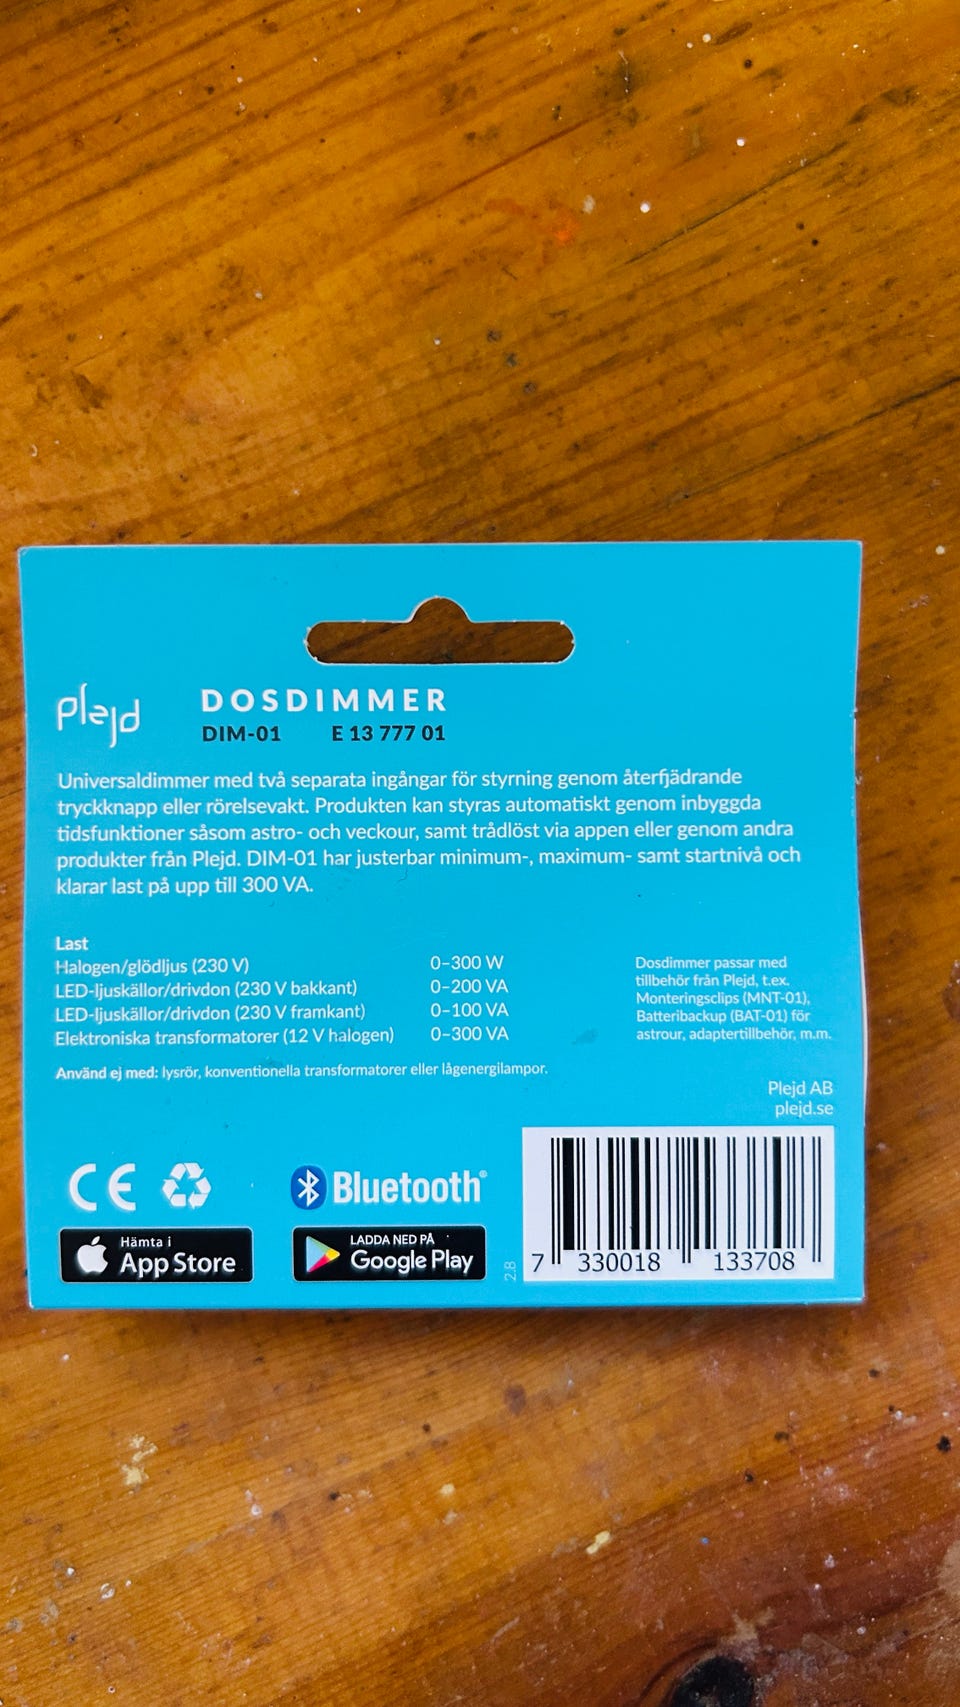 plejd
DOSDIMMER
DIM-01 E 13 777 01
Universaldimmer med två separata ingångar för styrning genom återfjädrande
tryckknapp eller rörelsevakt. Produkten kan styras automatiskt genom inbyggda
tidsfunktioner såsom astro- och veckour, samt trådlöst via appen eller genom andra
produkter från Plejd. DIM-01 har justerbar minimum-, maximum- samt startnivå och
klarar last på upp till 300 VA.
Last
Halogen/glödljus (230 V) 0–300 W
LED-ljuskällor/drivdon (230 V bakkant) 0–200 VA
LED-ljuskällor/drivdon (230 V framkant) 0–100 VA
Elektroniska transformatorer (12 V halogen) 0–300 VA
Använd ej med: lysrör, konventionella transformatorer eller lågenergilampor.
Dosdimmer passar med
tillbehör från Plejd, t.ex.
Monteringsclips (MNT-01),
Batteribackup (BAT-01) för
astrour, adaptertillbehör, m.m.
Plejd AB
plejd.se
CE
Bluetooth®
Hämta i
App Store
LADDA NED PÅ
Google Play
2.8
7 330018 133708